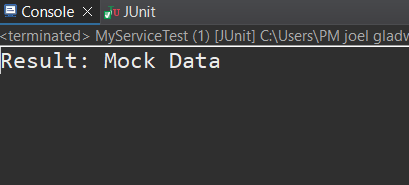 Console
JUnit
<terminated> MyServiceTest (1) [JUnit] C:\Users\PM joel gladw
Result: Mock Data